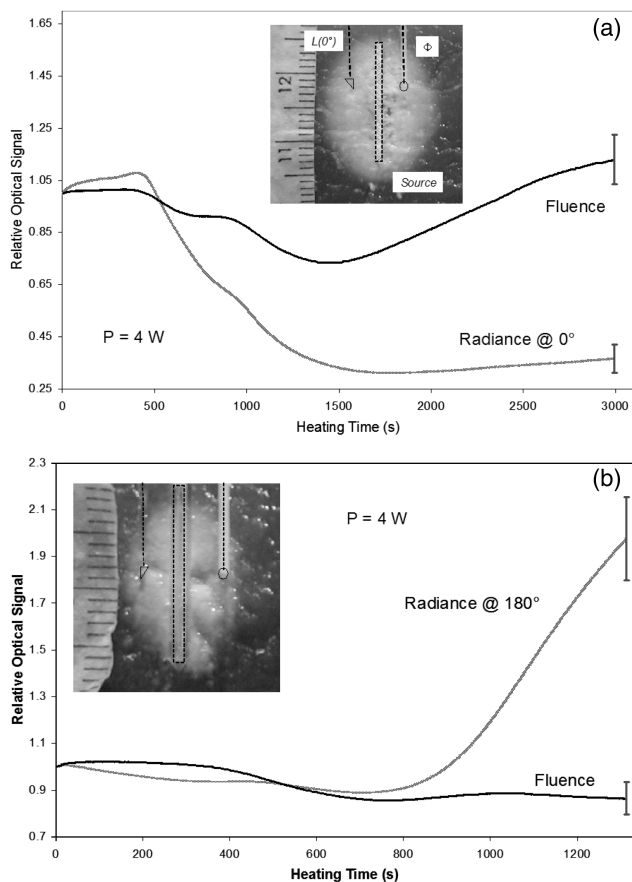 (a)
1.65
1.45
1.25
1.05
0.85
0.65
0.45
0.25
Relative Optical Signal
L(0°)
Φ
12
11
Source
Fluence
P = 4 W
Radiance @ 0°
0 500 1000 1500 2000 2500 3000
Heating Time (s)
(b)
2.3
2.1
1.9
1.7
1.5
1.3
1.1
0.9
0.7
Relative Optical Signal
P = 4 W
Radiance @ 180°
Fluence
0 200 400 600 800 1000 1200
Heating Time (s)